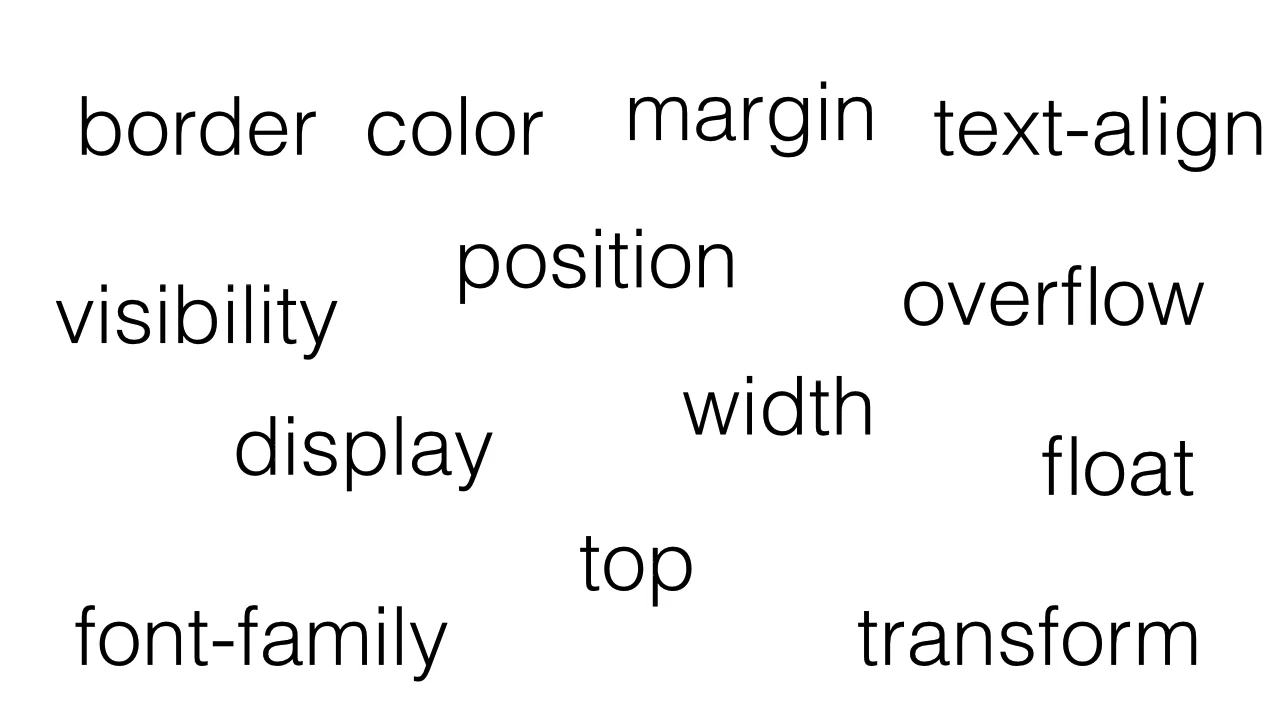 border color margin text-align
position
visibility overflow
width
display float
top
font-family transform